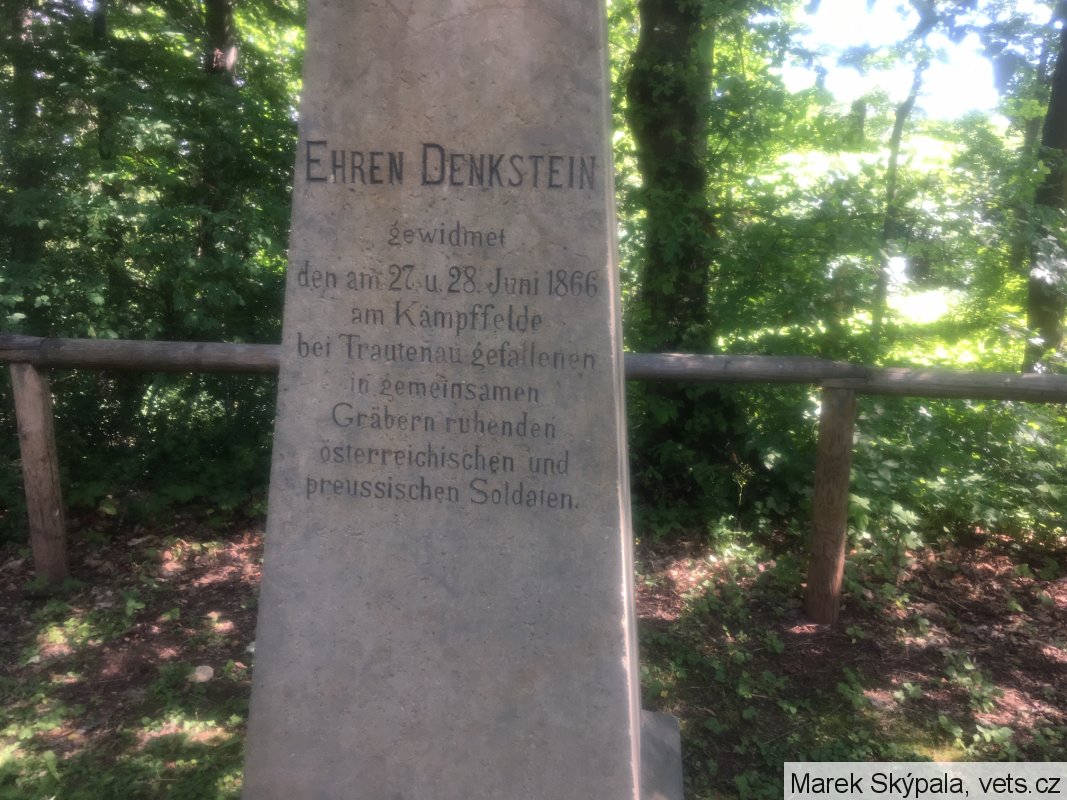 EHREN DENKSTEIN
gewidmet
den am 27. u. 28. Juni 1866
am Kampffelde
bei Trautenau gefallenen
in gemeinsamen
Gräbern ruhenden
österreichischen und
preussischen Soldaten.
Marek Skýpala, vets.cz